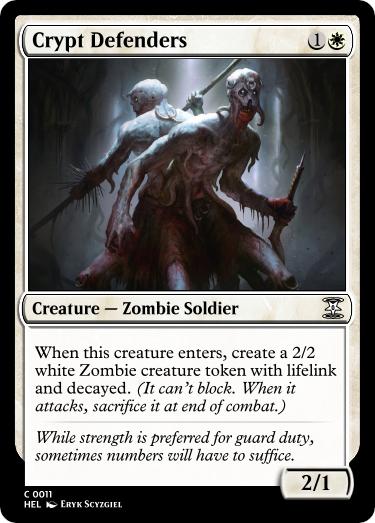 Crypt Defenders 1
Creature — Zombie Soldier
When this creature enters, create a 2/2
white Zombie creature token with lifelink
and decayed. (It can't block. When it
attacks, sacrifice it at end of combat.)
While strength is preferred for guard duty,
sometimes numbers will have to suffice.
2/1
C 0011
HEL Eryk Scyzgiel